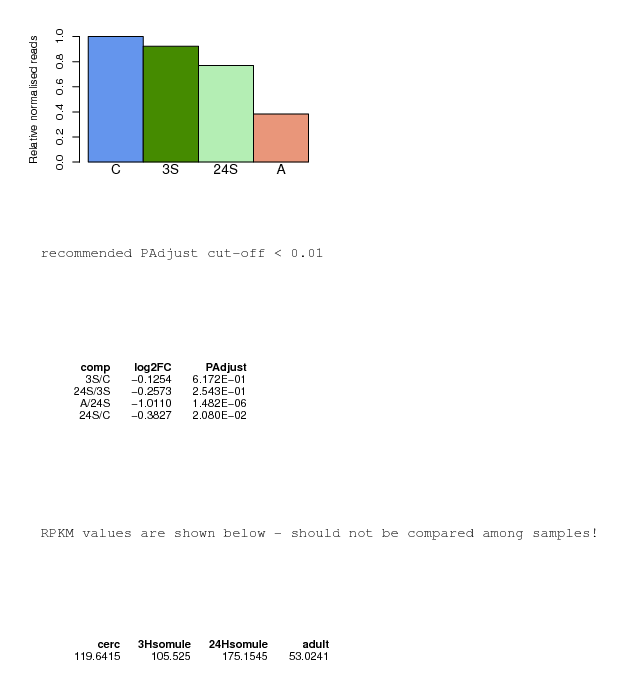 Relative normalised reads
1.0
0.8
0.6
0.4
0.2
0.0
C 3S 24S A
recommended PAdjust cut-off < 0.01
comp log2FC PAdjust
3S/C −0.1254 6.172E−01
24S/3S −0.2573 2.543E−01
A/24S −1.0110 1.482E−06
24S/C −0.3827 2.080E−02
RPKM values are shown below - should not be compared among samples!
cerc 3Hsomule 24Hsomule adult
119.6415 105.525 175.1545 53.0241